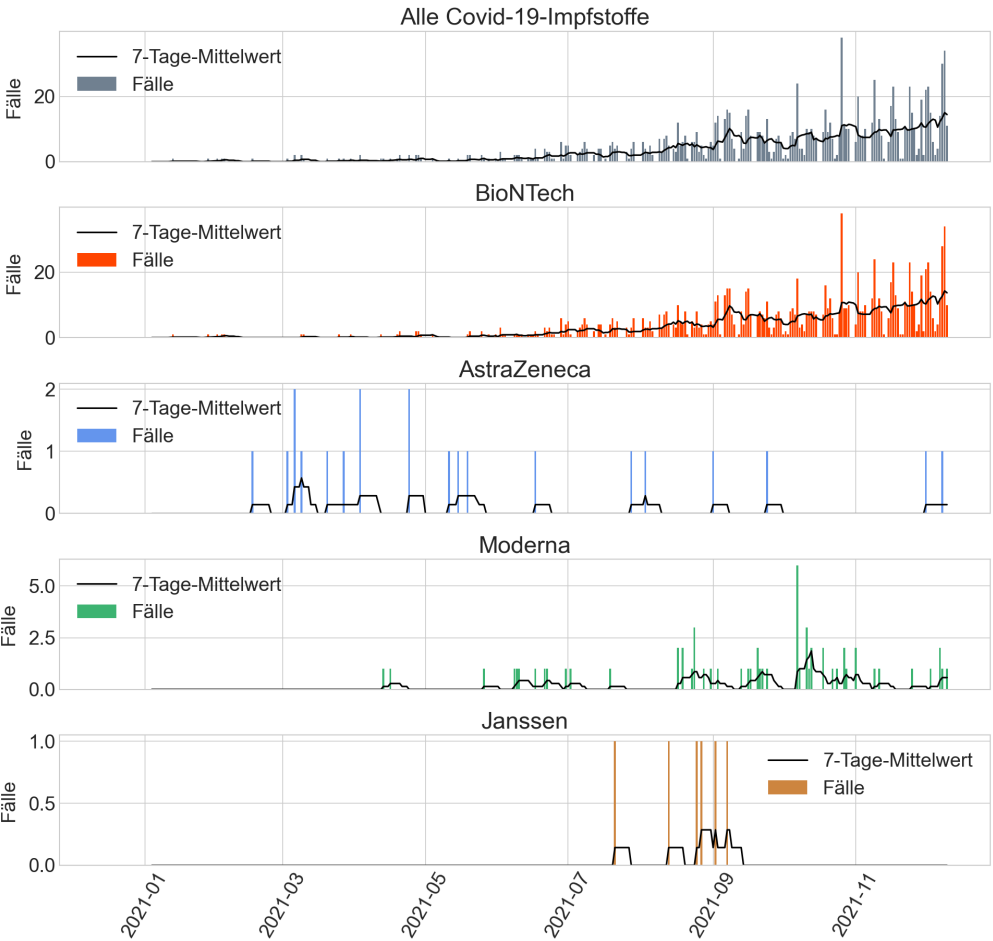 Alle Covid-19-Impfstoffe
7-Tage-Mittelwert
Fälle
Fälle
20
0
BioNTech
7-Tage-Mittelwert
Fälle
Fälle
20
0
AstraZeneca
2
7-Tage-Mittelwert
Fälle
Fälle
1
0
Moderna
7-Tage-Mittelwert
5.0
Fälle
Fälle
2.5
0.0
Janssen
1.0
7-Tage-Mittelwert
Fälle
Fälle
0.5
0.0
2021-01
2021-03
2021-05
2021-07
2021-09
2021-11